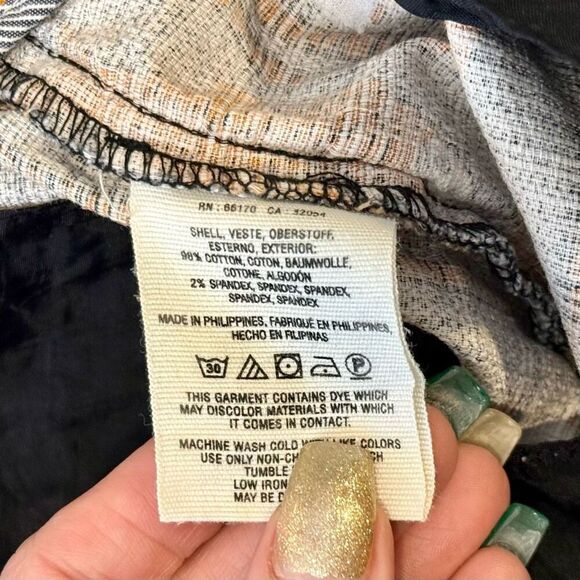 RN : 66170 CA : 32054
SHELL, VESTE, OBERSTOFF,
ESTERNO, EXTERIOR:
98% COTTON, COTON, BAUMWOLLE,
COTONE, ALGODÓN
2% SPANDEX, SPANDEX, SPANDEX,
SPANDEX, SPANDEX
MADE IN PHILIPPINES, FABRIQUÉ EN PHILIPPINES,
HECHO EN FILIPINAS
30 P
THIS GARMENT CONTAINS DYE WHICH
MAY DISCOLOR MATERIALS WITH WHICH
IT COMES IN CONTACT.
MACHINE WASH COLD WITH LIKE COLORS
USE ONLY NON-CH
TUMBLE
LOW IRON
MAY BE D